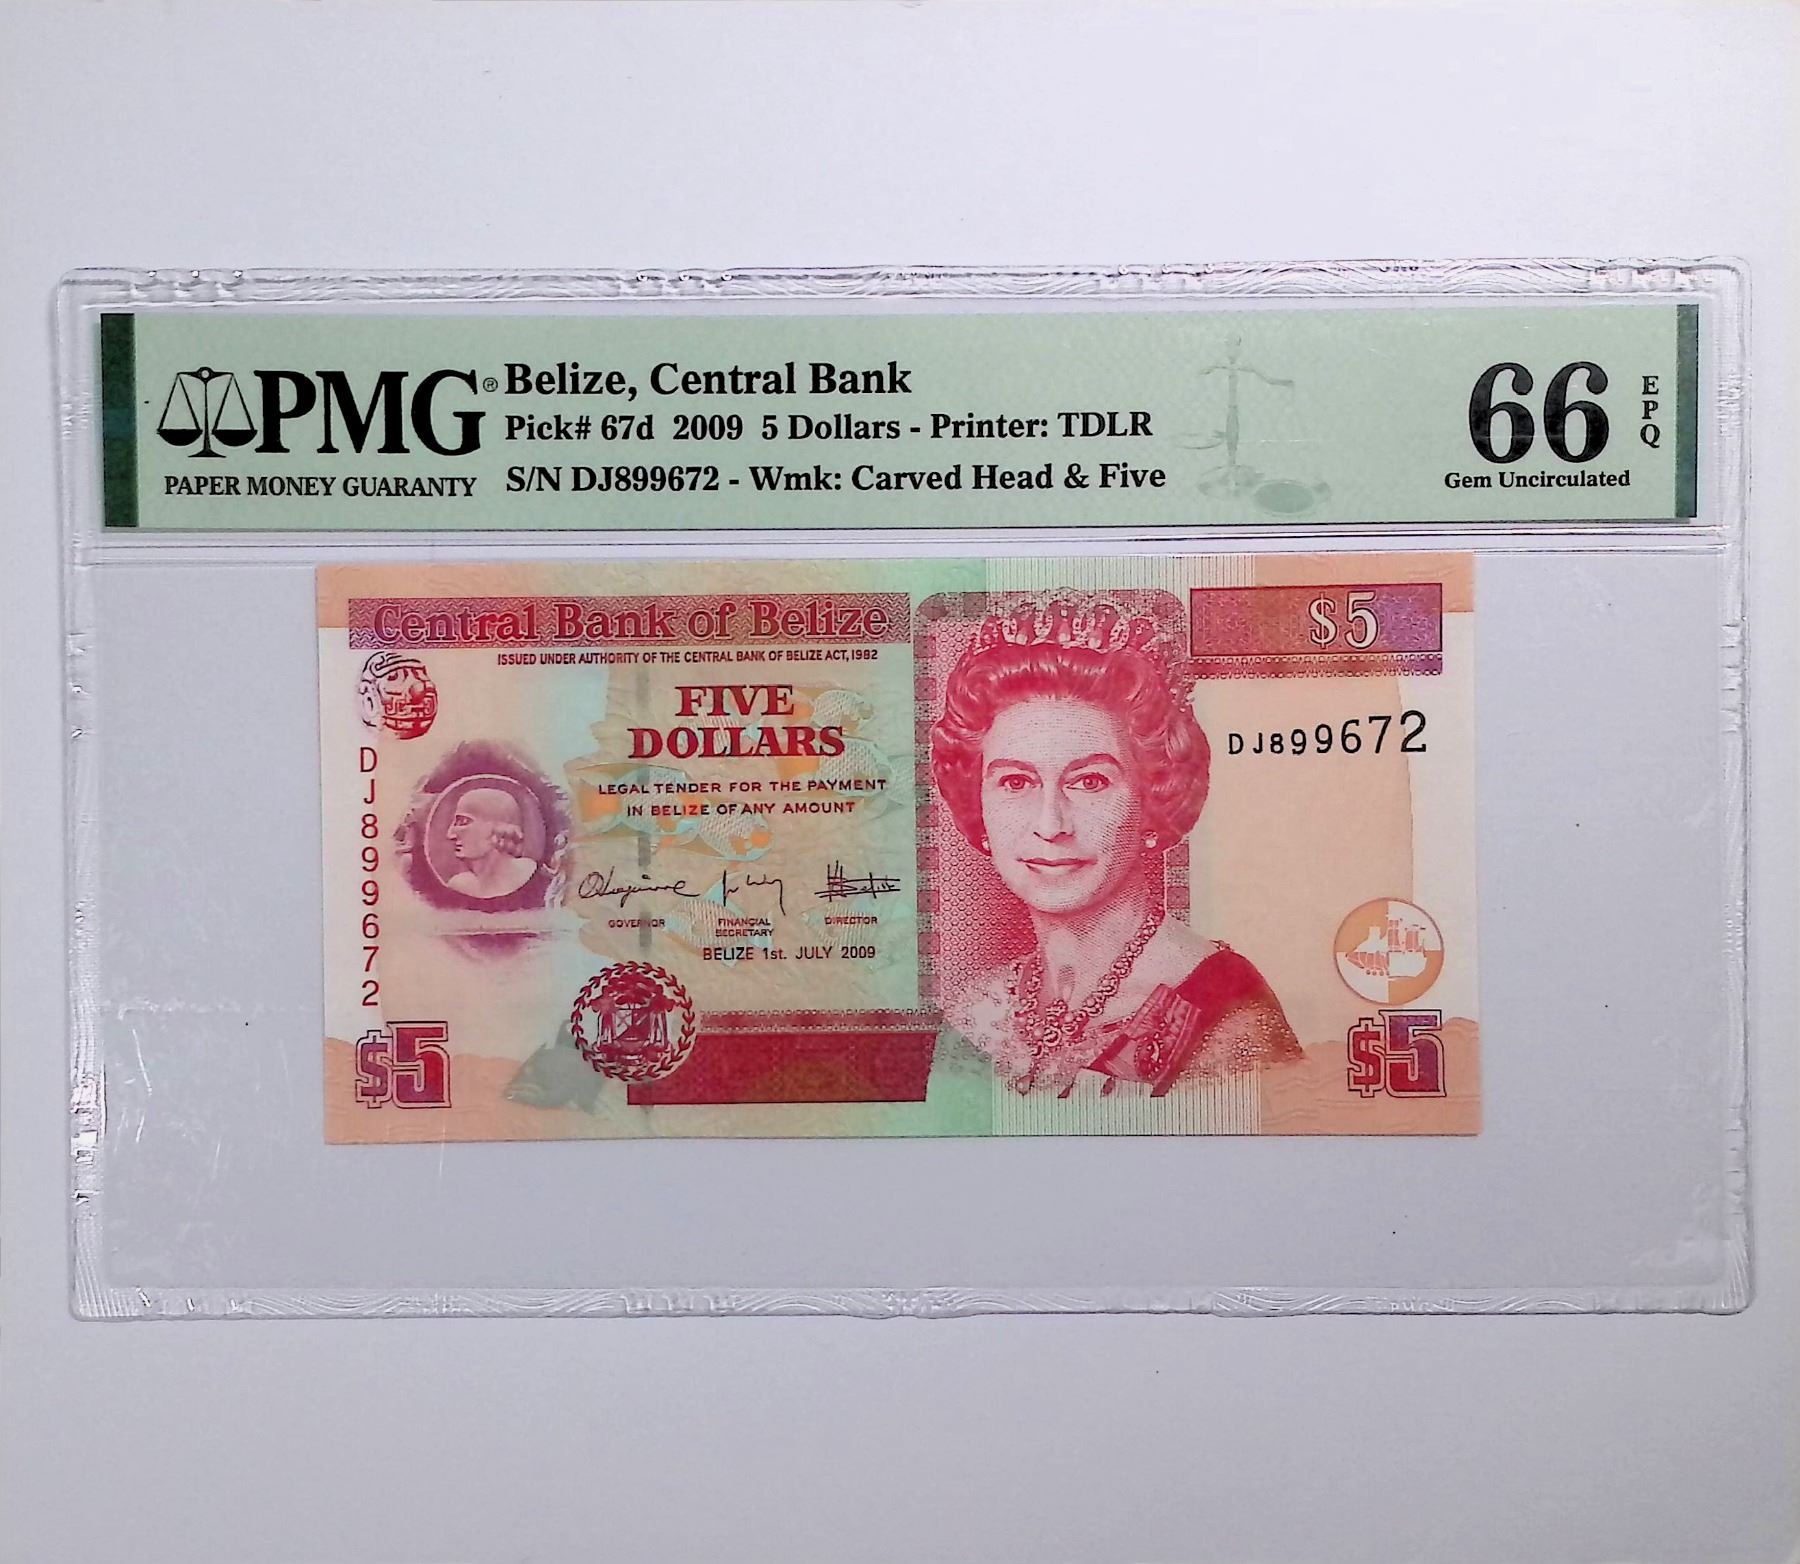 PMG®
PAPER MONEY GUARANTY
Belize, Central Bank
Pick# 67d 2009 5 Dollars - Printer: TDLR
S/N DJ899672 - Wmk: Carved Head & Five
66
EPQ
Gem Uncirculated
Central Bank of Belize
$5
ISSUED UNDER AUTHORITY OF THE CENTRAL BANK OF BELIZE ACT, 1982
FIVE
DOLLARS
DJ899672
LEGAL TENDER FOR THE PAYMENT
IN BELIZE OF ANY AMOUNT
DJ899672
GOVERNOR
FINANCIAL
SECRETARY
DIRECTOR
BELIZE 1st. JULY 2009
$5
$5